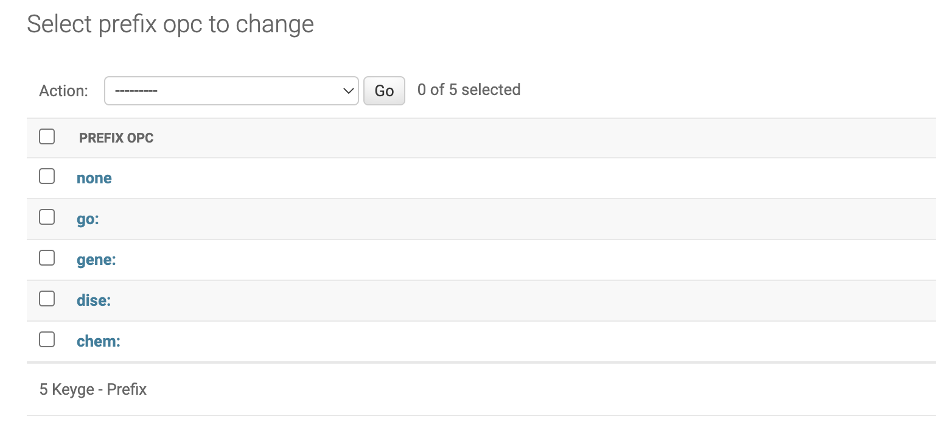 Select prefix opc to change
Action: --------- Go 0 of 5 selected
PREFIX OPC
none
go:
gene:
dise:
chem:
5 Keyge - Prefix